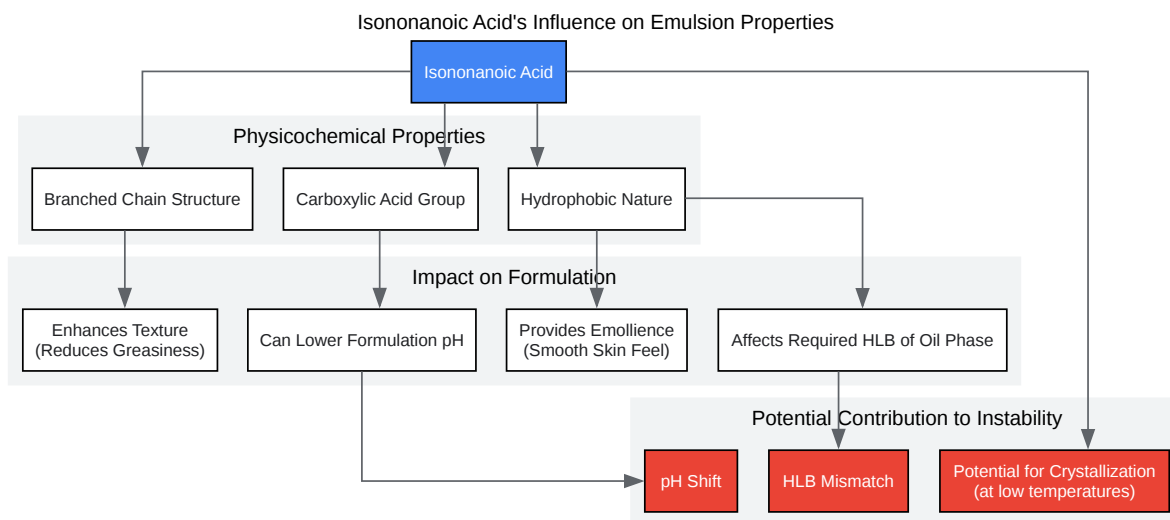 Isononanoic Acid's Influence on Emulsion Properties
Isononanoic Acid
Physicochemical Properties
Branched Chain Structure
Carboxylic Acid Group
Hydrophobic Nature
Impact on Formulation
Enhances Texture
(Reduces Greasiness)
Can Lower Formulation pH
Provides Emollience
(Smooth Skin Feel)
Affects Required HLB of Oil Phase
Potential Contribution to Instability
pH Shift
HLB Mismatch
Potential for Crystallization
(at low temperatures)